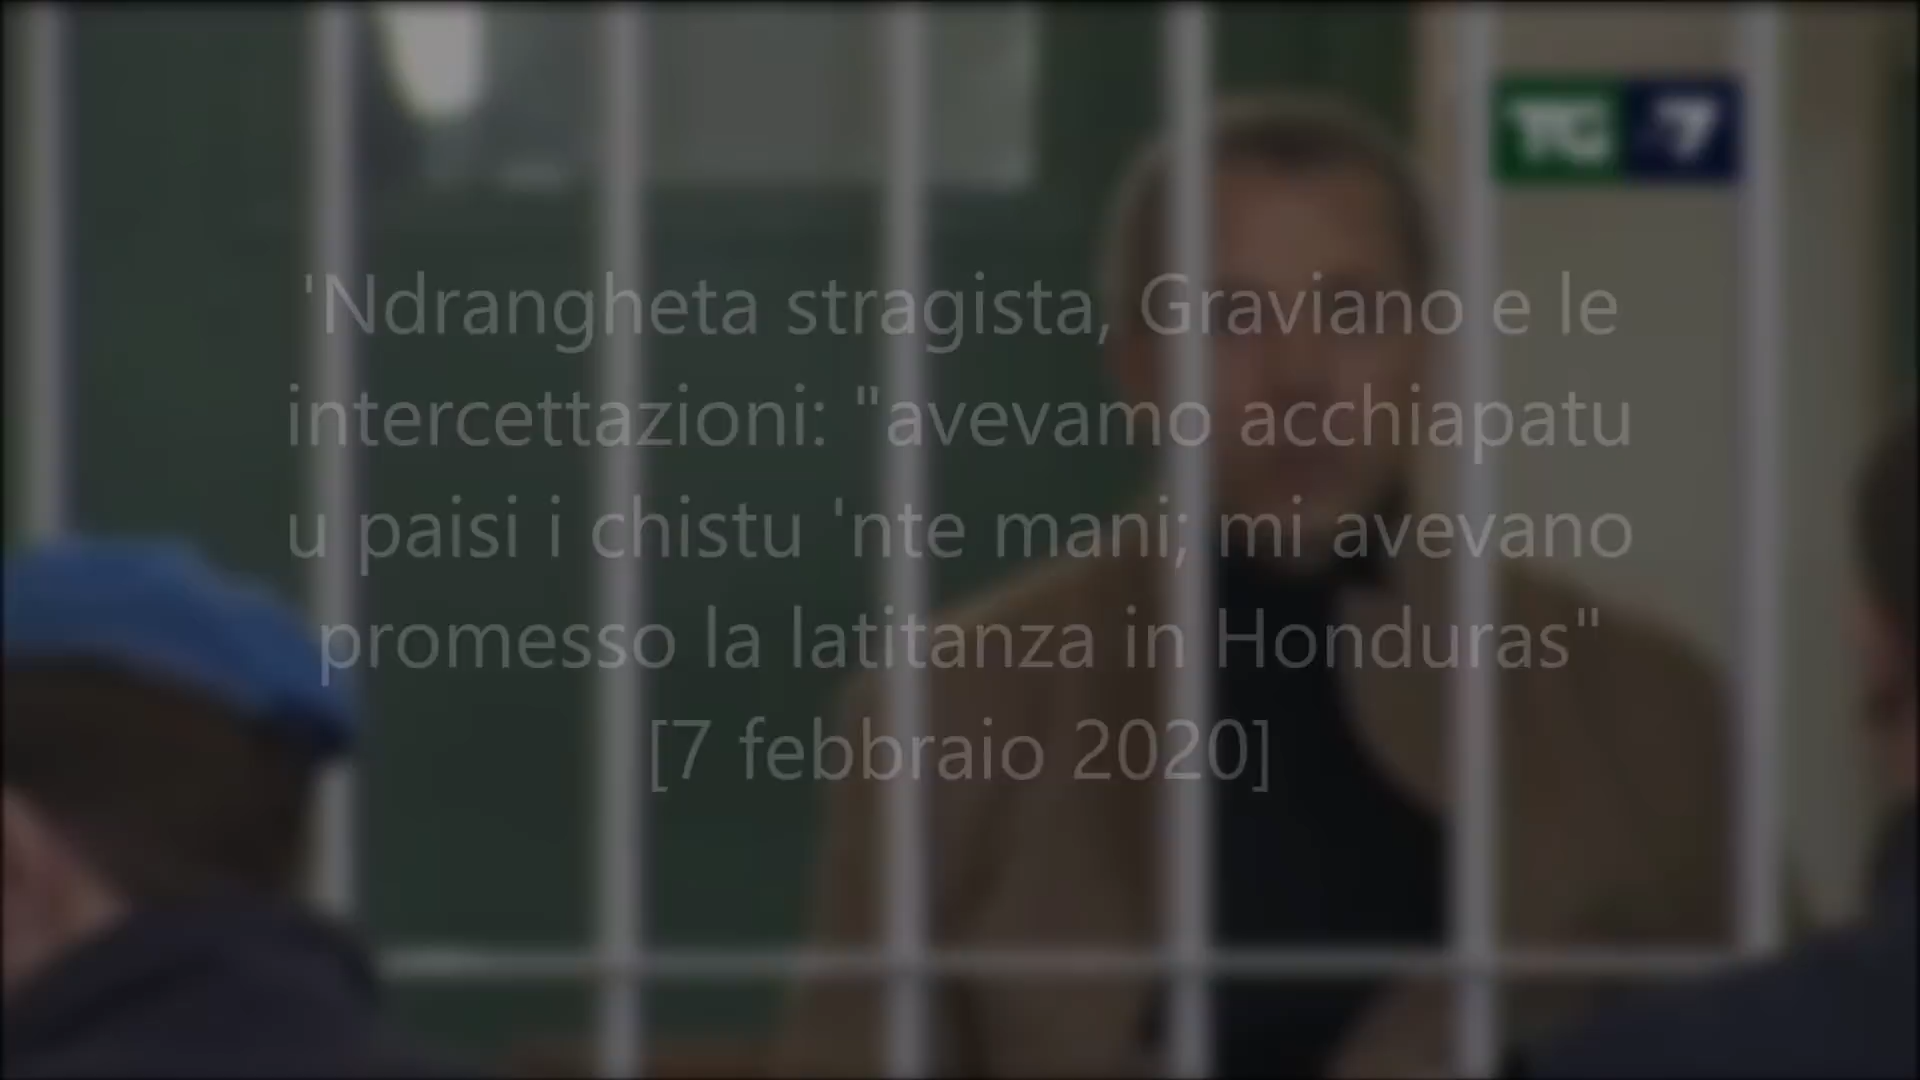 TG 7
'Ndrangheta stragista, Graviano e le
intercettazioni: "avevamo acchiapatu
u paisi i chistu 'nte mani; mi avevano
promesso la latitanza in Honduras"
[7 febbraio 2020]